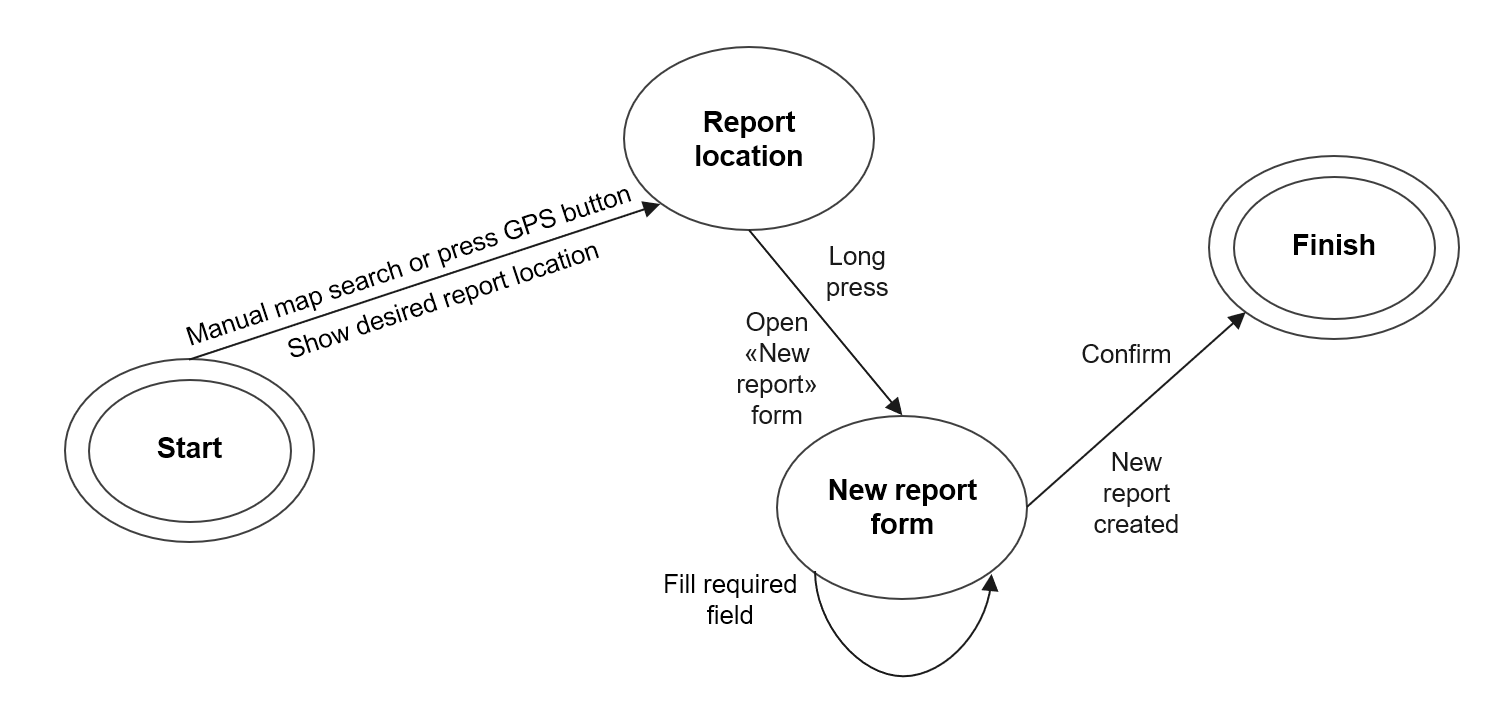 Report
location
Manual map search or press GPS button
Show desired report location
Start
Long
press
Open
«New
report»
form
Finish
Confirm
New
report
created
New report
form
Fill required
field